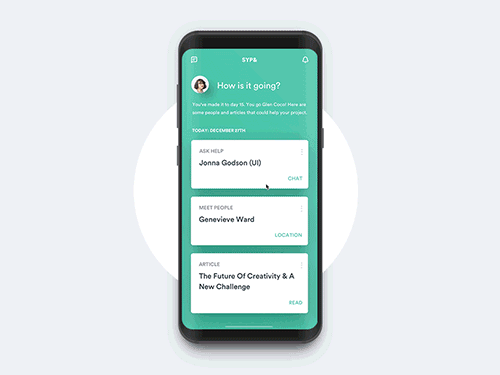 SYP&
How is it going?
You've made it to day 10. You go Glen Coco! Here are
some people and articles that could help your project.
TODAY: DECEMBER 27TH
ASK HELP
Jonna Godson (UI)
CHAT
MEET PEOPLE
Genevieve Ward
LOCATION
ARTICLE
The Future Of Creativity & A
New Challenge
READ